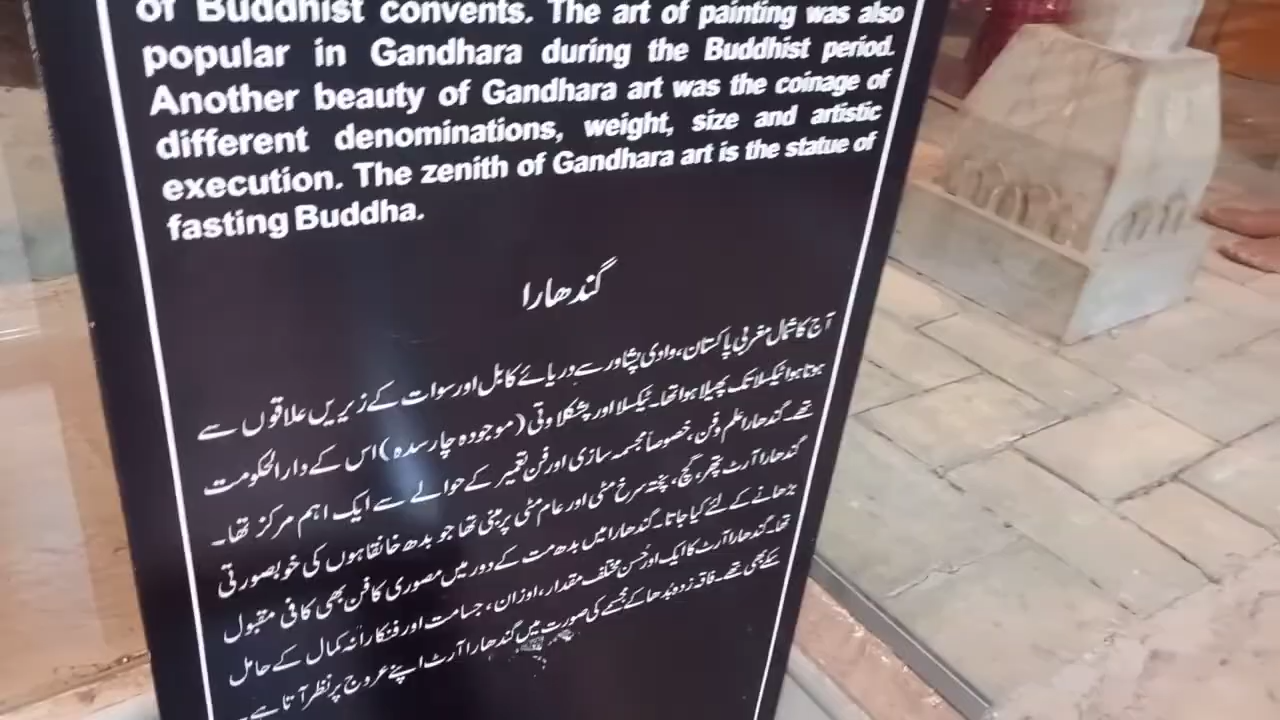 of Buddhist convents. The art of painting was also
popular in Gandhara during the Buddhist period.
Another beauty of Gandhara art was the coinage of
different denominations, weight, size and artistic
execution. The zenith of Gandhara art is the statue of
fasting Buddha.
گندھارا
آج کا شمال مغربی پاکستان، وادی پشاور سے دریائے کابل اور سوات کے زیریں علاقوں سے
ہوتا ہوا ٹیکسلا تک پھیلا ہوا تھا۔ ٹیکسلا اور پشکلاوتی (موجودہ چارسدہ) اس کے دارالحکومت
تھے۔ گندھارا علم و فن، خصوصاً مجسمہ سازی اور فن تعمیر کے حوالے سے ایک اہم مرکز تھا۔
گندھارا آرٹ پتھر، گچ، پختہ سرخ مٹی اور عام مٹی پر مبنی تھا جو بدھ خانقاہوں کی خوبصورتی
بڑھانے کے لئے کیا جاتا۔ گندھارا میں بدھ مت کے دور میں مصوری کا فن بھی کافی مقبول
تھا۔ گندھارا آرٹ کا ایک اور حُسن مختلف مقدار، اوزان، جسامت اور فنکارانہ کمال کے حامل
سکے بھی تھے۔ فاقہ زدہ بُدھا کے مجسمے کی صورت میں گندھارا آرٹ اپنے عروج پر نظر آتا ہے۔